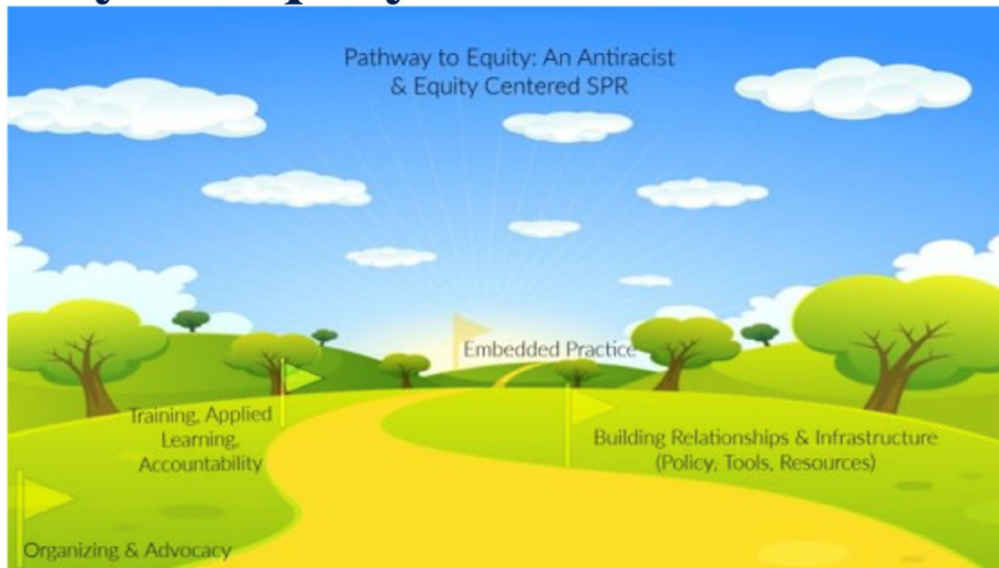 Pathway to Equity: An Antiracist
& Equity Centered SPR
Embedded Practice
Training, Applied
Learning,
Accountability
Building Relationships & Infrastructure
(Policy, Tools, Resources)
Organizing & Advocacy